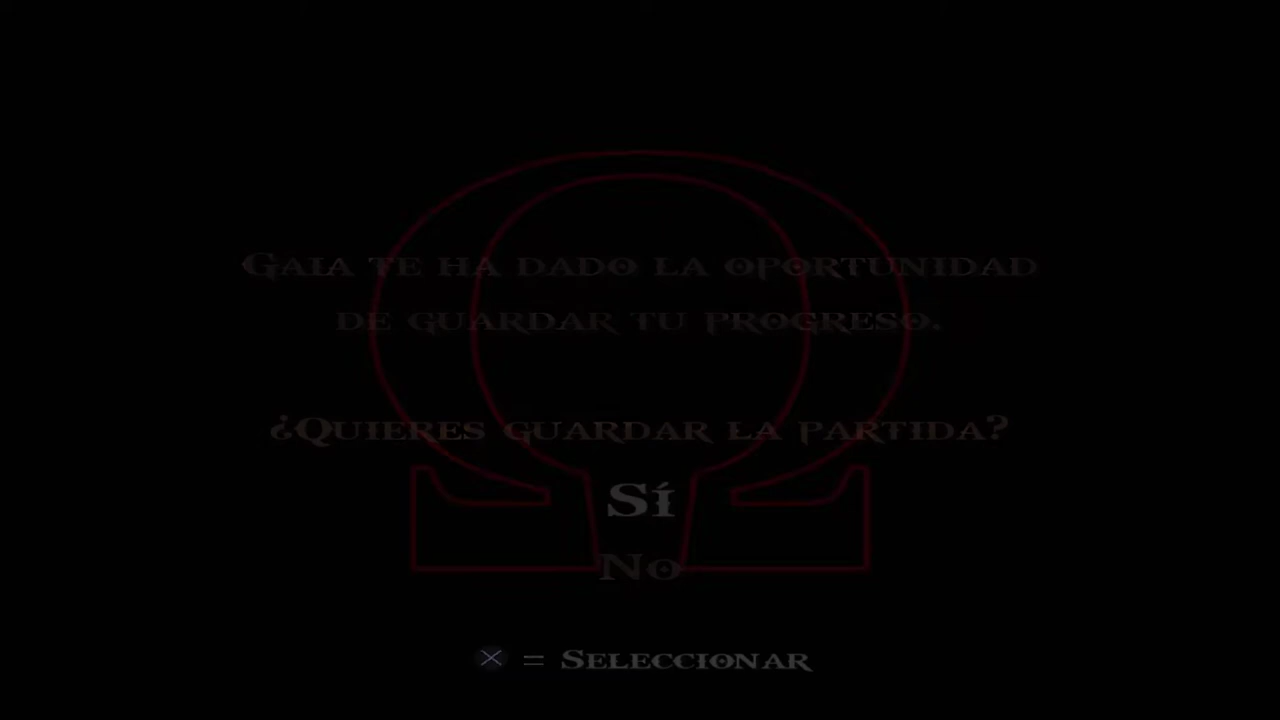 Gaia te ha dado la oportunidad
de guardar tu progreso.
¿Quieres guardar la partida?
Sí
No
= Seleccionar